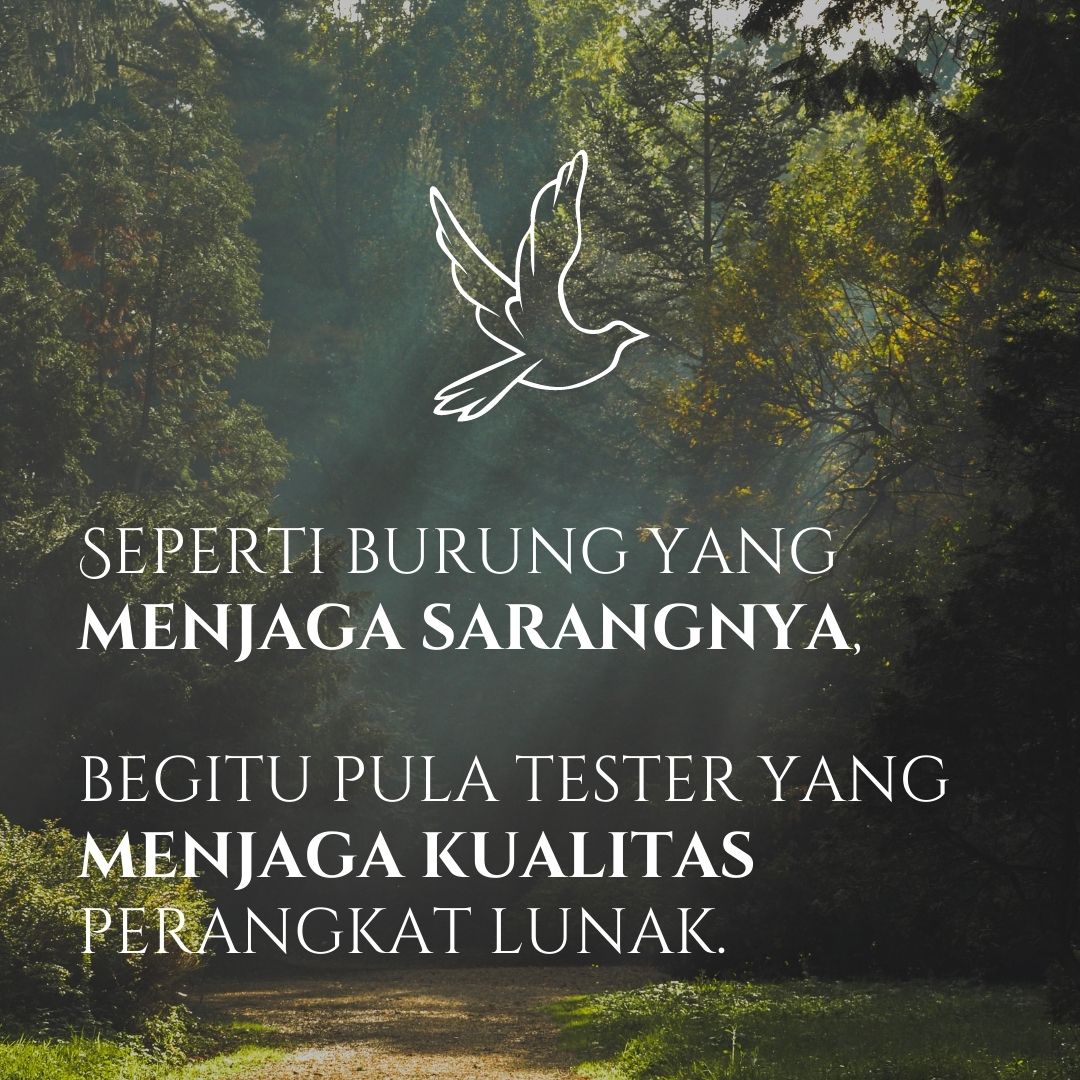 Seperti burung yang
menjaga sarangnya,
begitu pula tester yang
menjaga kualitas
perangkat lunak.